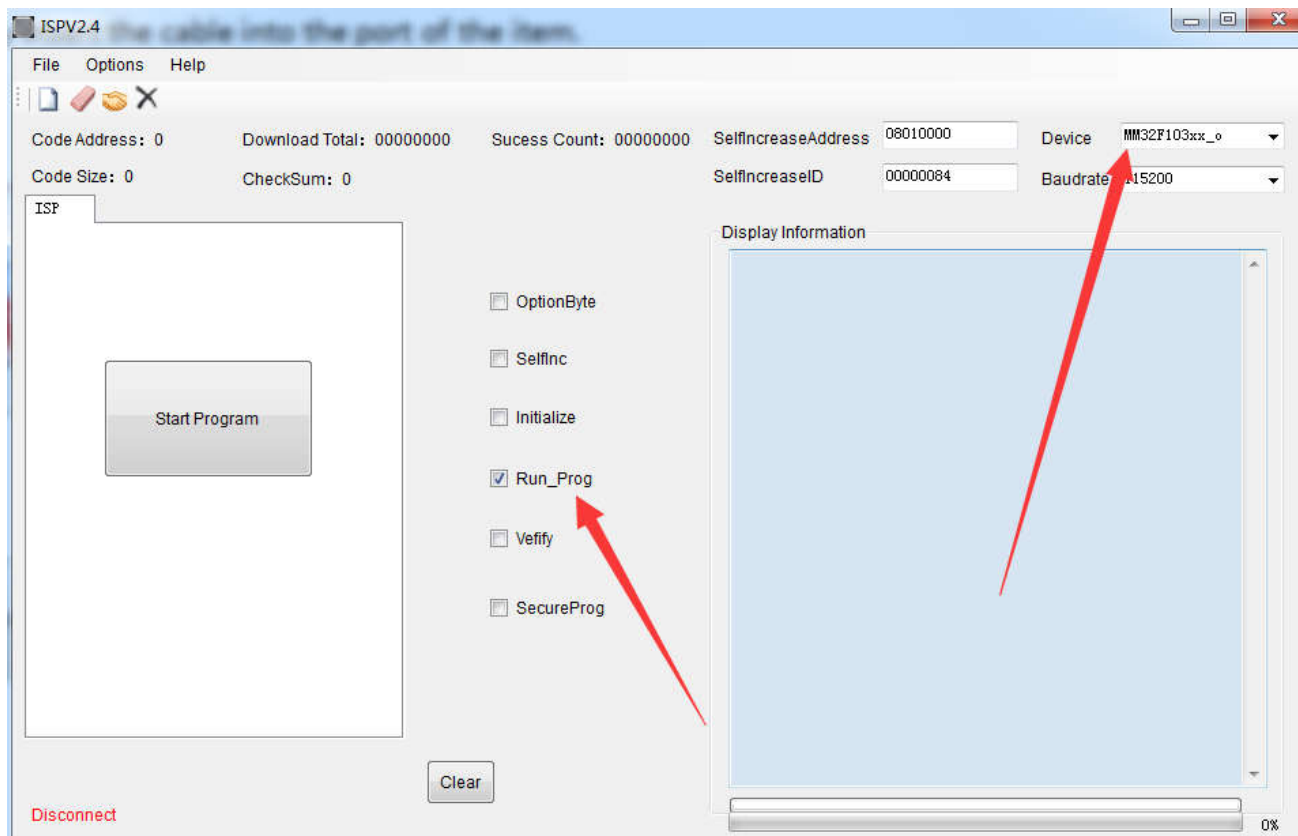 ISPV2.4
the cable into the port of the item.
File Options Help
Code Address: 0 Download Total: 00000000 Sucess Count: 00000000 SelfIncreaseAddress 08010000 Device MM32F103xx_o
Code Size: 0 CheckSum: 0 SelfIncreaseID 00000084 Baudrate 115200
ISP
Display Information
OptionByte
SelfInc
Initialize
Start Program
Run_Prog
Vefify
SecureProg
Clear
Disconnect
0%